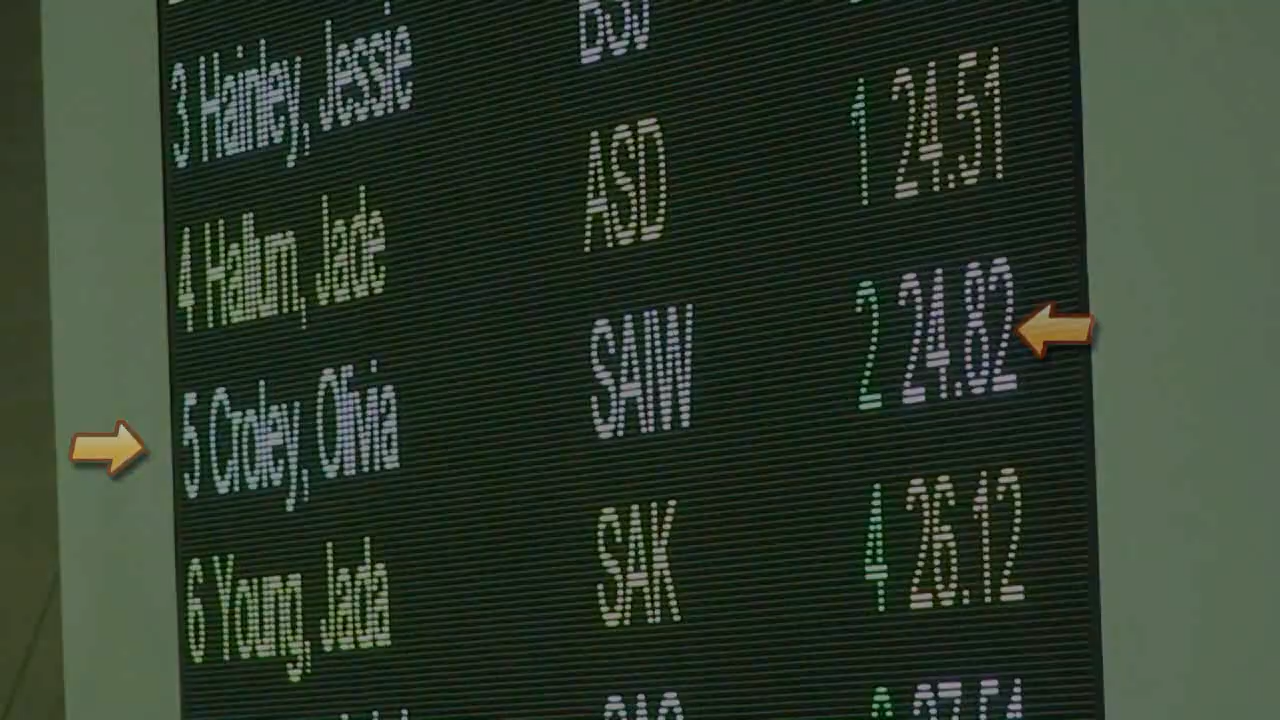 3 Hainley, Jessie BSJ
4 Hallum, Jade ASD 1 24.51
5 Croley, Olivia SAIW 2 24.82
6 Young, Jada SAK 4 26.12